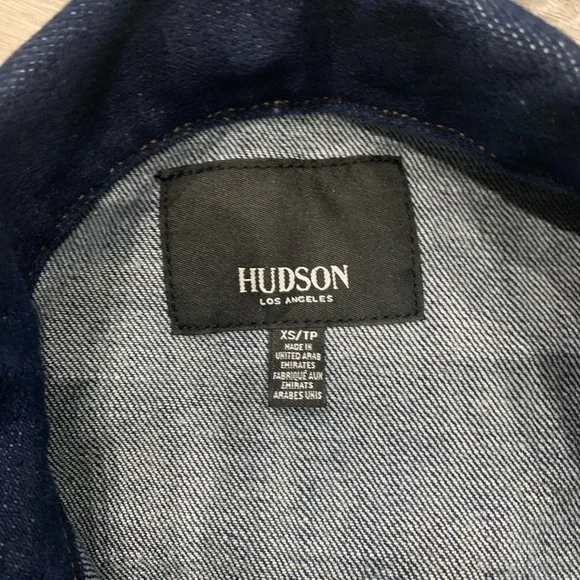 HUDSON
LOS ANGELES
XS/TP
MADE IN
UNITED ARAB
EMIRATES
FABRIQUÉ AUX
EMIRATS
ARABES UNIS